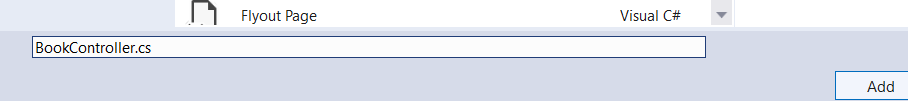 Flyout Page Visual C#
BookController.cs
Add